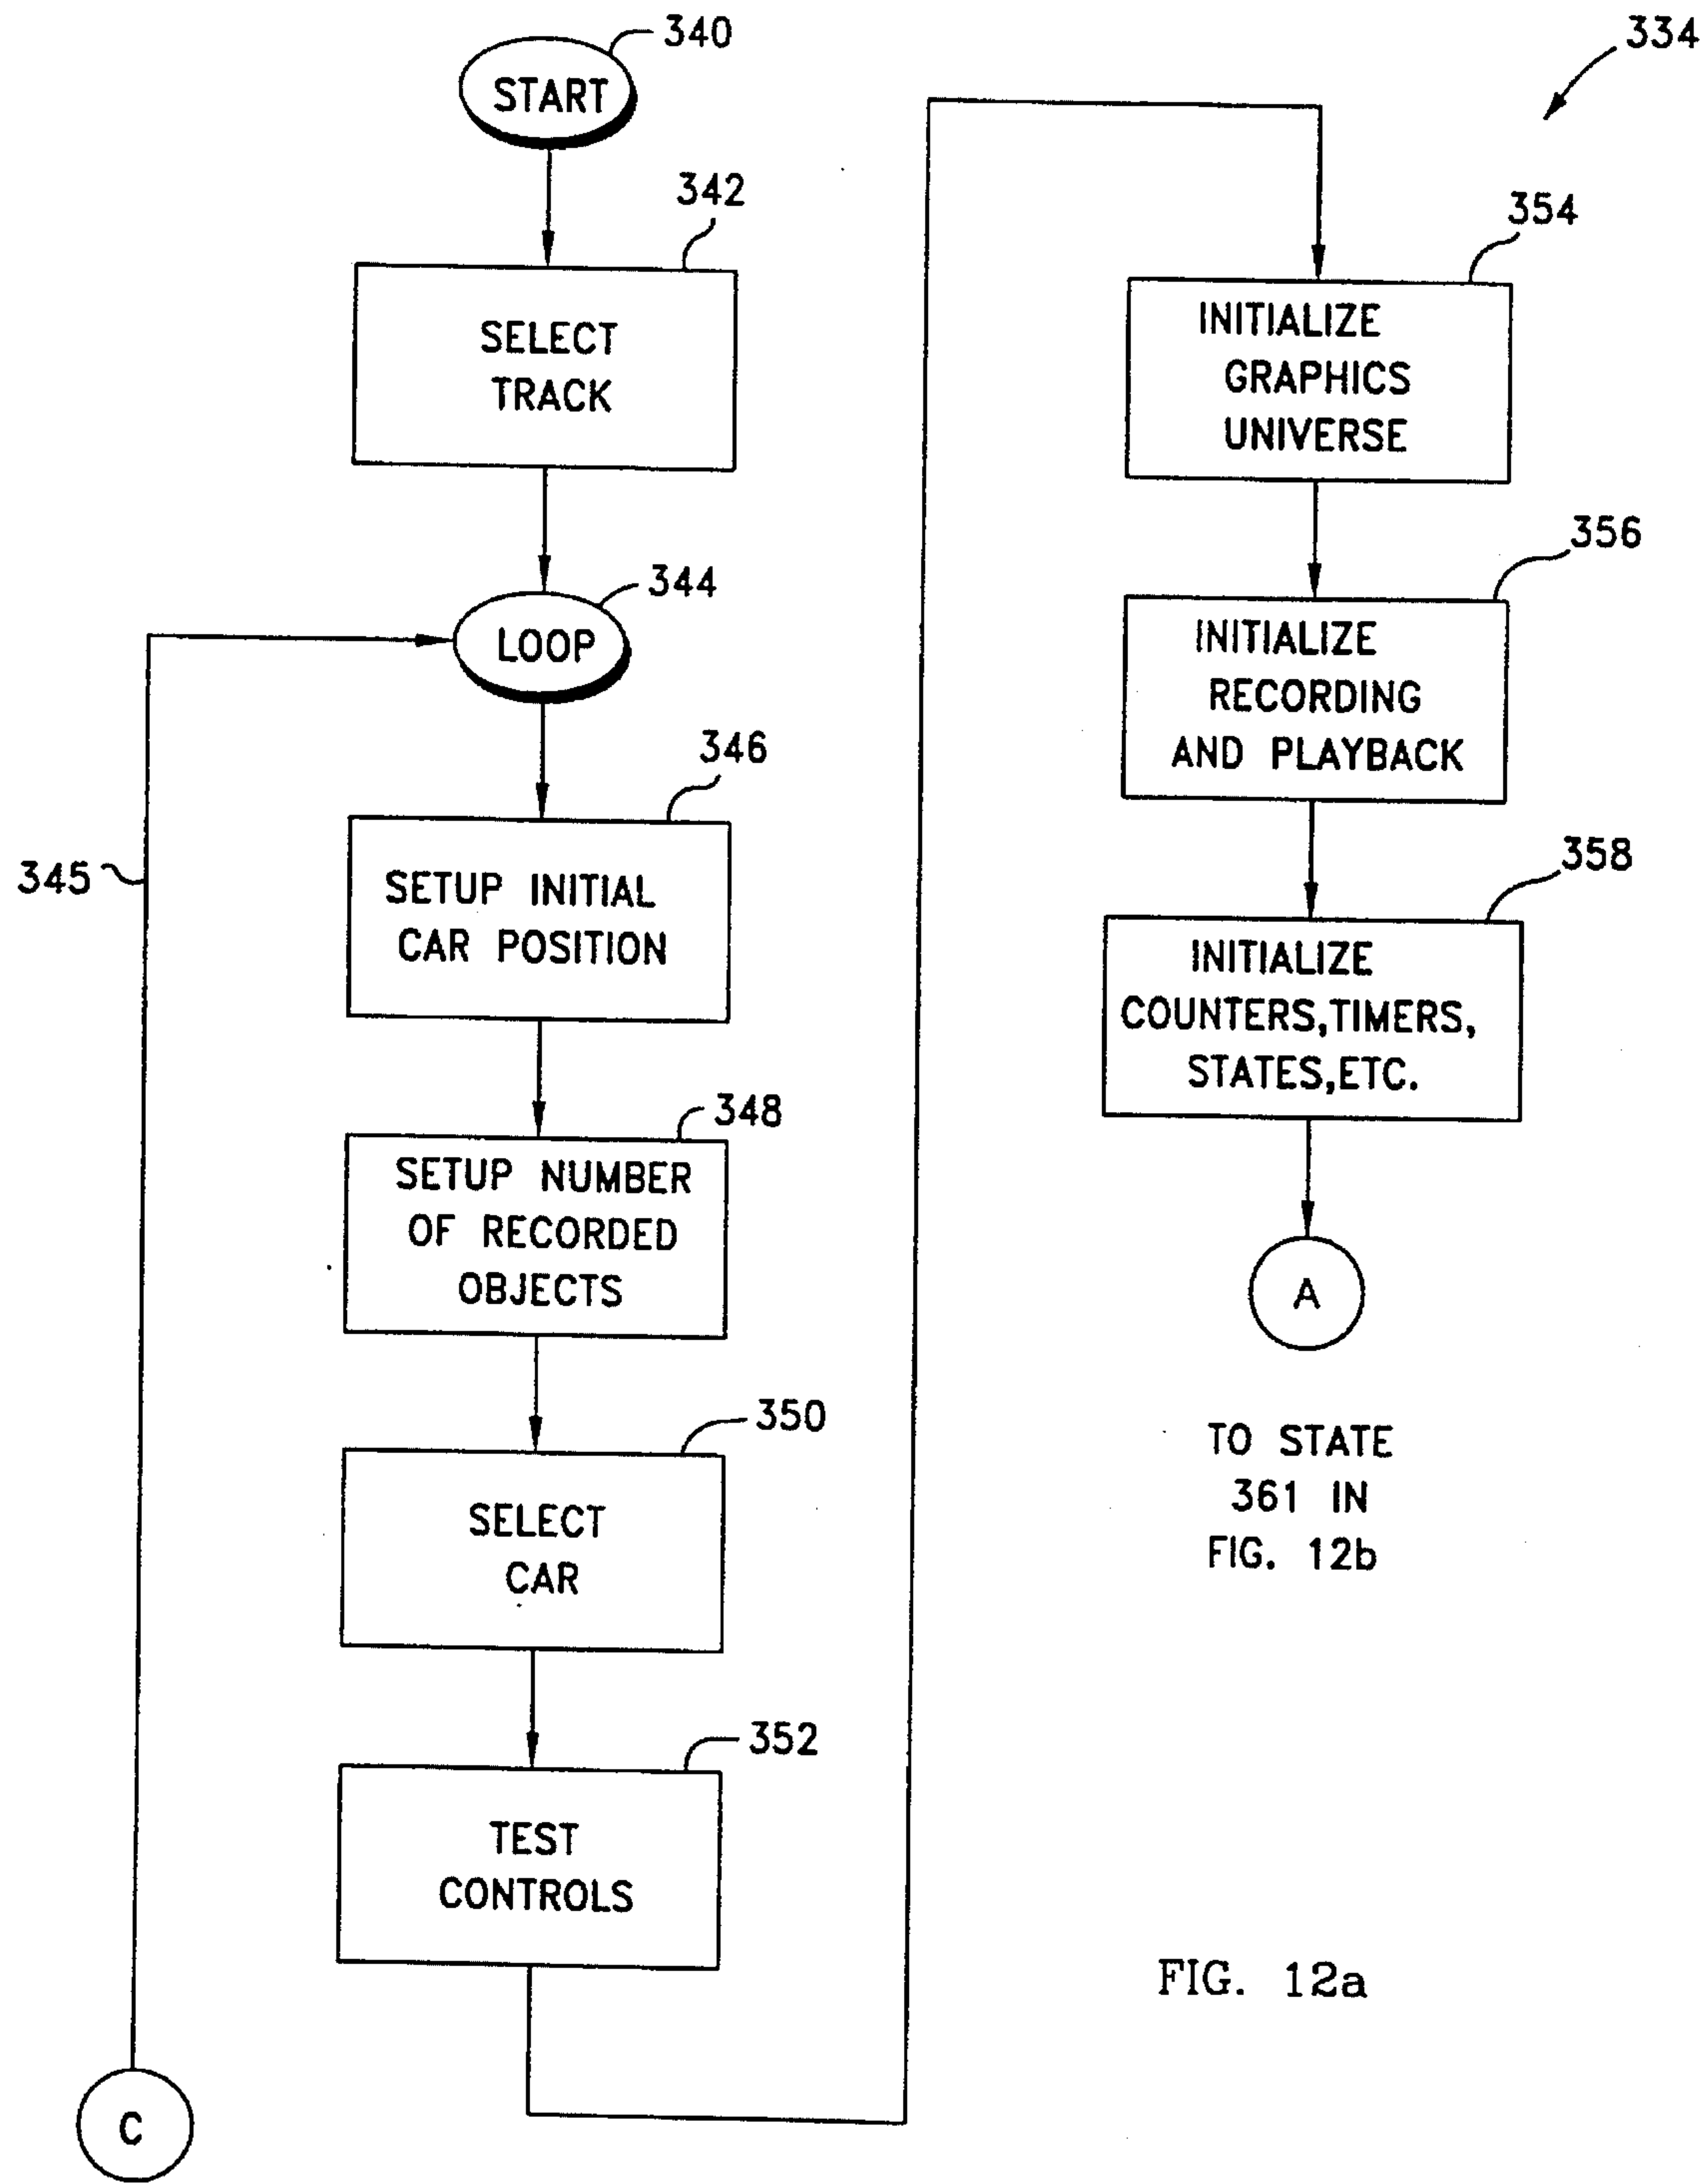 340
START
342
SELECT
TRACK
344
LOOP
345
346
SETUP INITIAL
CAR POSITION
348
SETUP NUMBER
OF RECORDED
OBJECTS
350
SELECT
CAR
352
TEST
CONTROLS
C
334
354
INITIALIZE
GRAPHICS
UNIVERSE
356
INITIALIZE
RECORDING
AND PLAYBACK
358
INITIALIZE
COUNTERS,TIMERS,
STATES,ETC.
A
TO STATE
361 IN
FIG. 12b
FIG. 12a